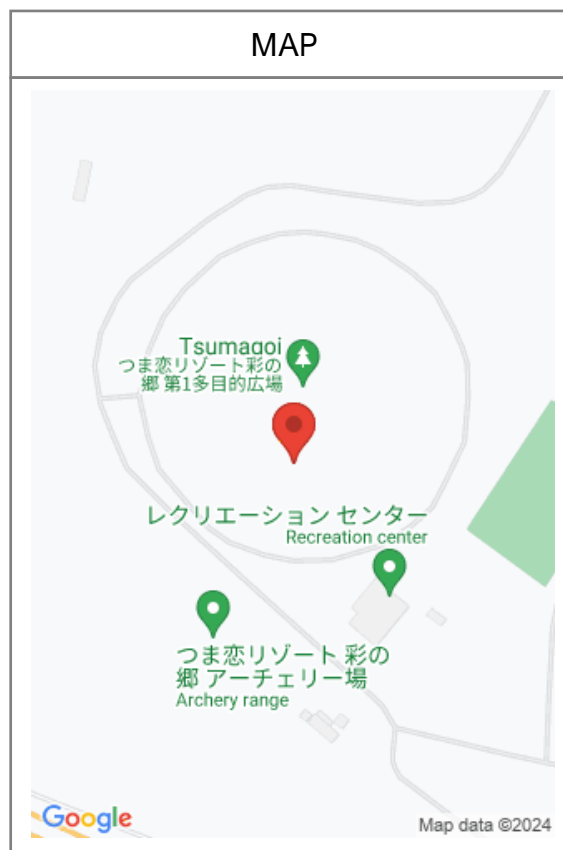 MAP
Tsumagoi
つま恋リゾート彩の
郷 第1多目的広場
レクリエーション センター
Recreation center
つま恋リゾート 彩の
郷 アーチェリー場
Archery range
Google
Map data ©2024